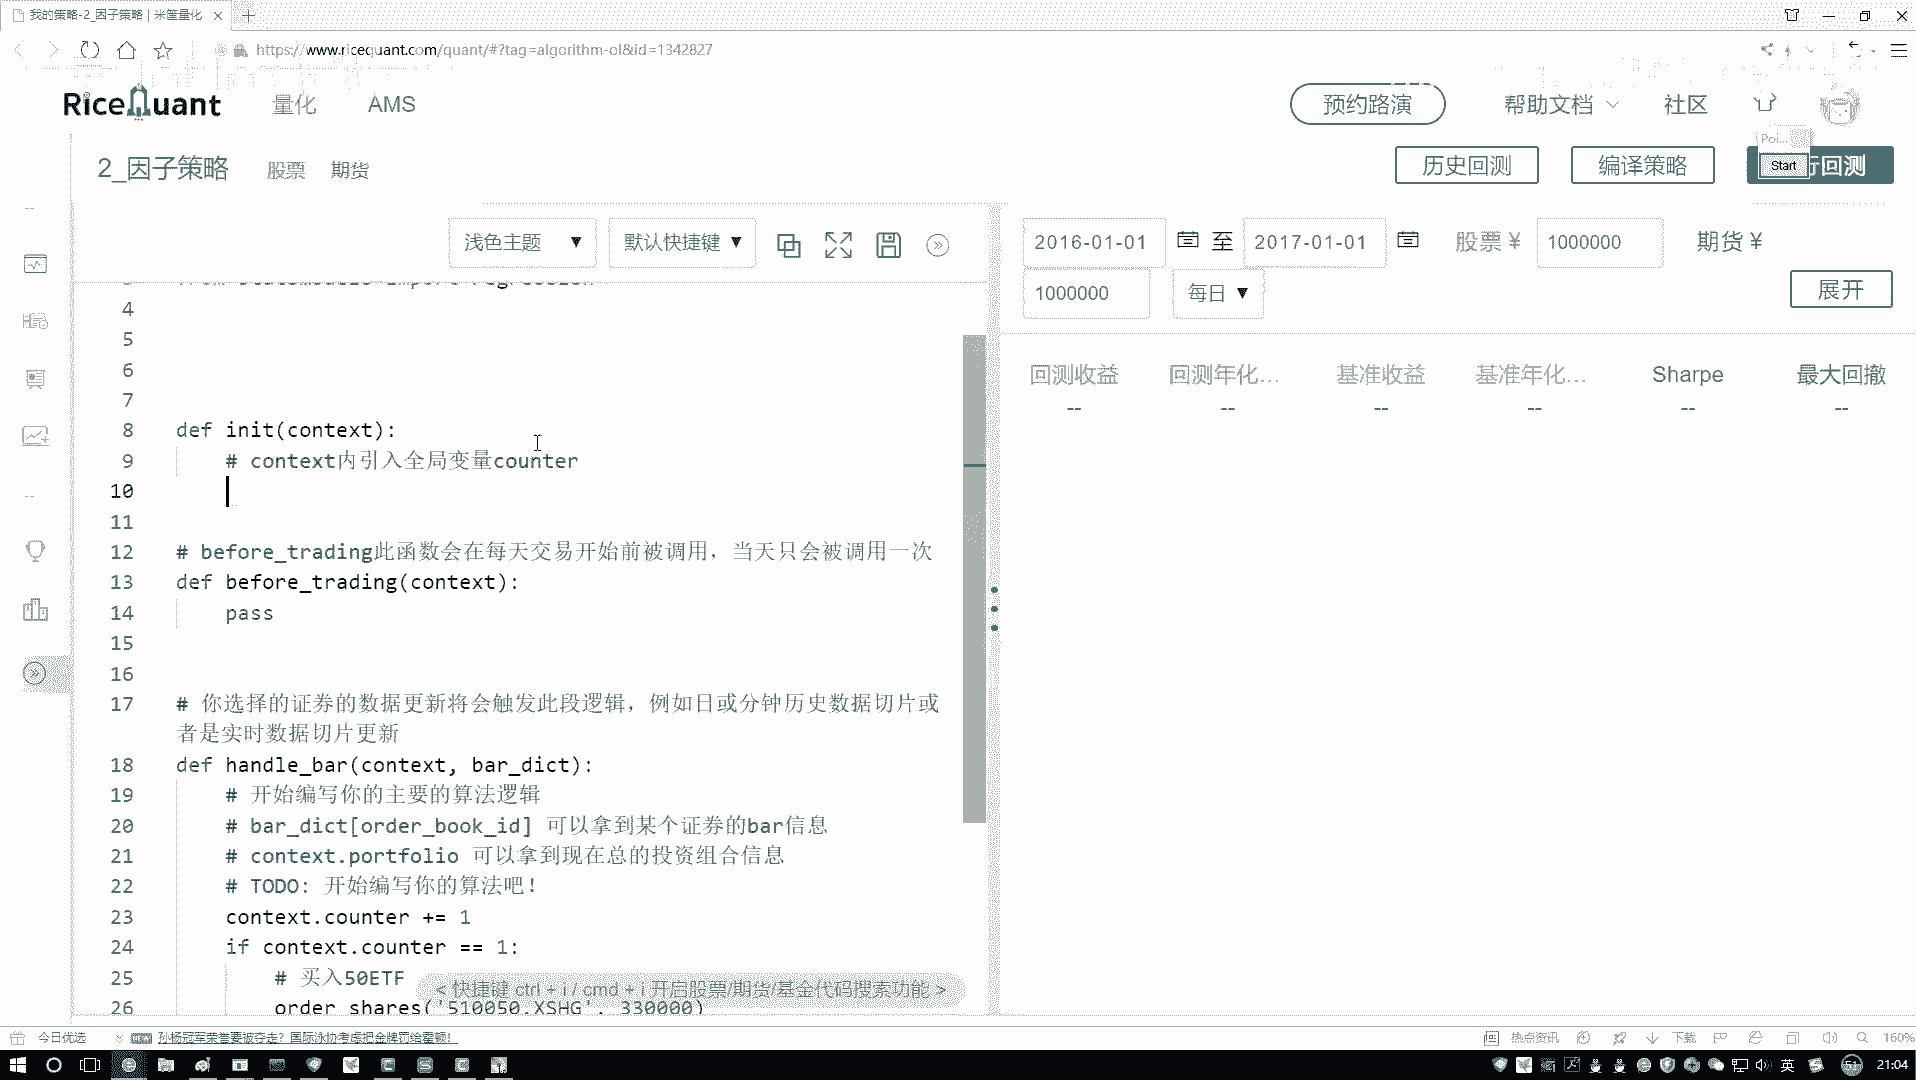 我的策略-2_因子策略 | 米筐量化
https://www.ricequant.com/quant/#?tag=algorithm-ol&id=1342827
RiceQuant 量化 AMS 预约路演 帮助文档 社区
2_因子策略 股票 期货 历史回测 编译策略 行回测
Poi...
Start
浅色主题 ▼ 默认快捷键 ▼
2016-01-01 至 2017-01-01 股票 ¥ 1000000 期货 ¥
1000000 每日 ▼ 展开
回测收益 回测年化... 基准收益 基准年化... Sharpe 最大回撤
-- -- -- -- -- --
4
5
6
7
8 def init(context):
9 # context内引入全局变量counter
10
11
12 # before_trading此函数会在每天交易开始前被调用，当天只会被调用一次
13 def before_trading(context):
14 pass
15
16
17 # 你选择的证券的数据更新将会触发此段逻辑，例如日或分钟历史数据切片或
者是实时数据切片更新
18 def handle_bar(context, bar_dict):
19 # 开始编写你的主要的算法逻辑
20 # bar_dict[order_book_id] 可以拿到某个证券的bar信息
21 # context.portfolio 可以拿到现在总的投资组合信息
22 # TODO: 开始编写你的算法吧！
23 context.counter += 1
24 if context.counter == 1:
25 # 买入50ETF
< 快捷键 ctrl + i / cmd + i 开启股票/期货/基金代码搜索功能 >
26 order_shares('510050.XSHG', 330000)
今日优选 孙杨冠军荣誉要被夺走？国际泳协考虑把金牌罚给霍顿！ 热点资讯 下载 160%
英 51 21:04